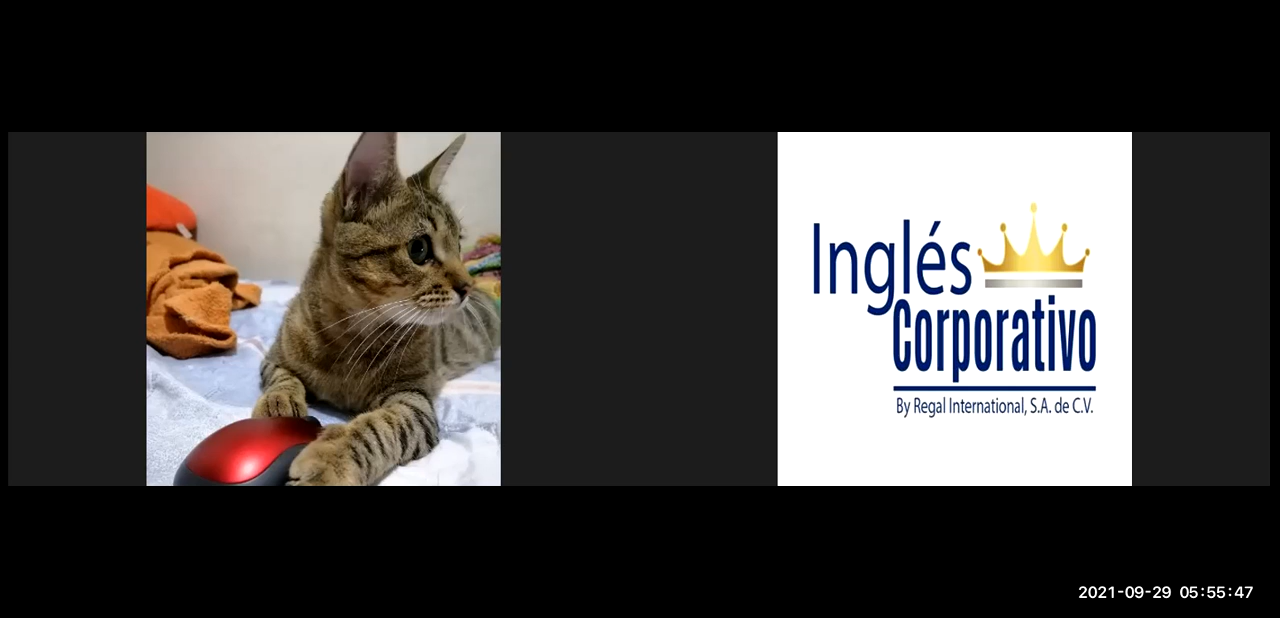 Inglés
Corporativo
By Regal International, S.A. de C.V.
2021-09-29 05:55:47